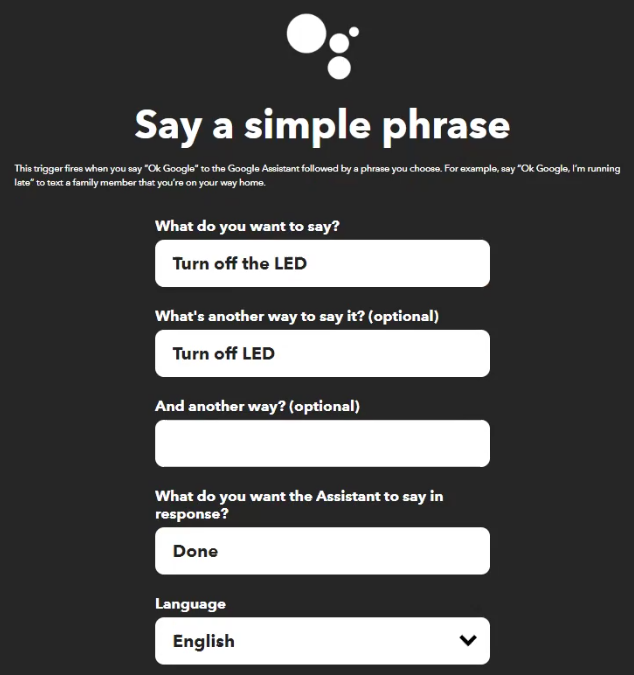 Say a simple phrase
This trigger fires when you say “Ok Google” to the Google Assistant followed by a phrase you choose. For example, say “Ok Google, I’m running
late” to text a family member that you’re on your way home.
What do you want to say?
Turn off the LED
What's another way to say it? (optional)
Turn off LED
And another way? (optional)
What do you want the Assistant to say in
response?
Done
Language
English